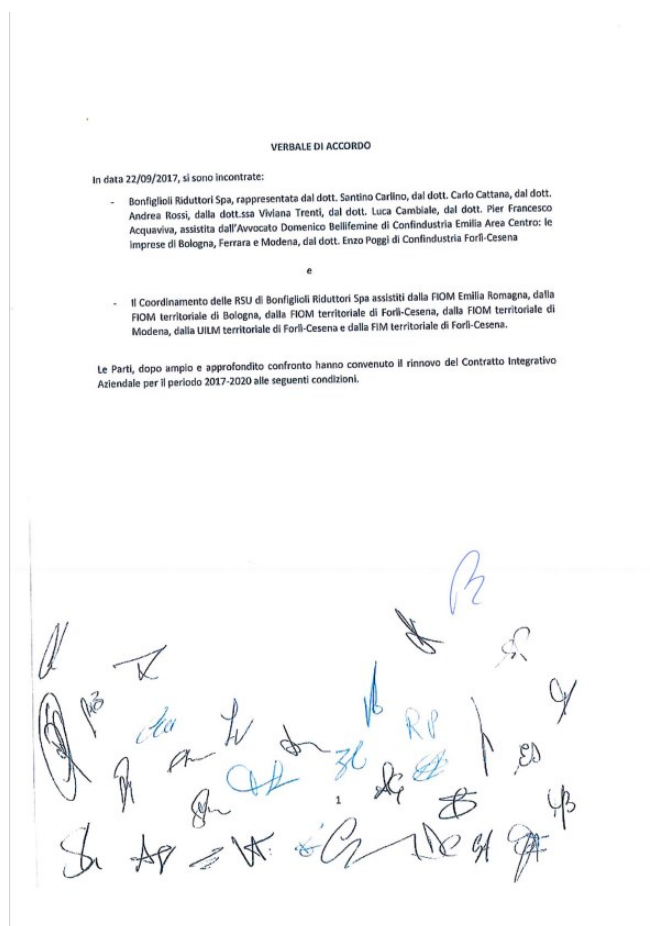 VERBALE DI ACCORDO
In data 22/09/2017, si sono incontrate:
- Bonfiglioli Riduttori Spa, rappresentata dal dott. Santino Carlino, dal dott. Carlo Cattana, dal dott.
Andrea Rossi, dalla dott.ssa Viviana Trenti, dal dott. Luca Cambiale, dal dott. Pier Francesco
Acquaviva, assistita dall'Avvocato Domenico Bellifemine di Confindustria Emilia Area Centro: le
imprese di Bologna, Ferrara e Modena, dal dott. Enzo Poggi di Confindustria Forlì-Cesena
e
- Il Coordinamento delle RSU di Bonfiglioli Riduttori Spa assistiti dalla FIOM Emilia Romagna, dalla
FIOM territoriale di Bologna, dalla FIOM territoriale di Forlì-Cesena, dalla FIOM territoriale di
Modena, dalla UILM territoriale di Forlì-Cesena e dalla FIM territoriale di Forlì-Cesena.
Le Parti, dopo ampio e approfondito confronto hanno convenuto il rinnovo del Contratto Integrativo
Aziendale per il periodo 2017-2020 alle seguenti condizioni.
RP
1